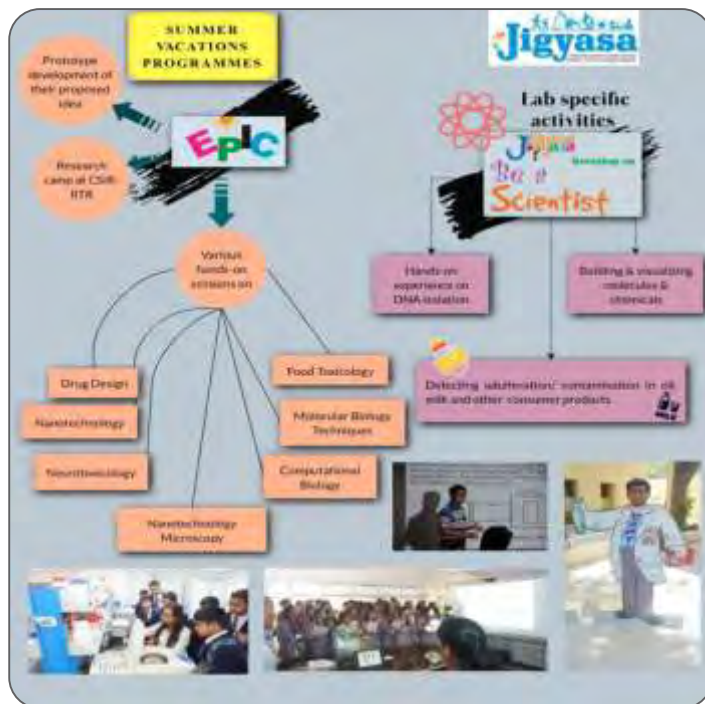 SUMMER
VACATIONS
PROGRAMMES
Prototype
development of
their proposed
idea
EPIC
Research
camp at CSIR-
IITR
Various
hands-on
sessions on
Drug Design
Nanotechnology
Neurotoxicology
Nanotechnology
Microscopy
Food Toxicology
Molecular Biology
Techniques
Computational
Biology
Jigyasa
Lab specific
activities
Jigyasa
Workshop on
Be a
Scientist
Hands on
experience on
DNA isolation
Building & visualizing
molecules &
chemicals
Detecting adulteration/ contamination in oil
milk and other consumer products